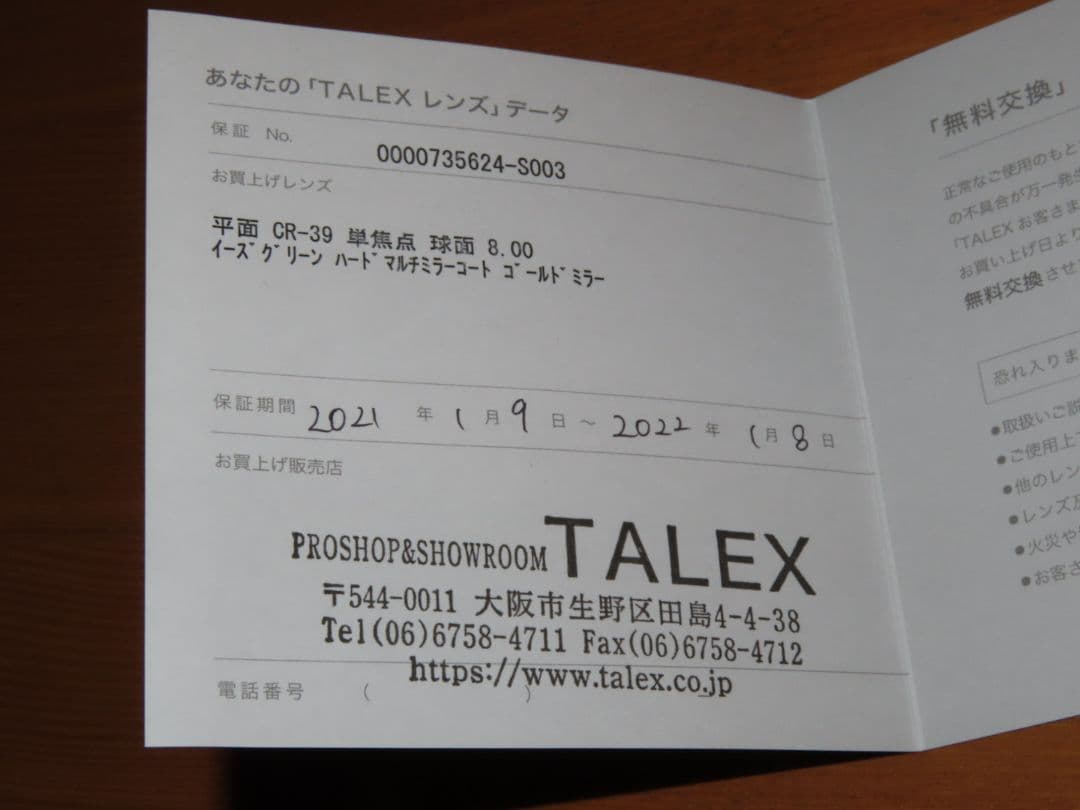 あなたの「TALEX レンズ」データ
保証 No. 0000735624-S003
お買上げレンズ
平面 CR-39 単焦点 球面 8.00
イーズグリーン ハードマルチミラーコート ゴールドミラー
保証期間 2021 年 1 月 9 日 ~ 2022 年 1 月 8 日
お買上げ販売店
PROSHOP&SHOWROOM TALEX
〒544-0011 大阪市生野区田島4-4-38
Tel(06)6758-4711 Fax(06)6758-4712
https://www.talex.co.jp
電話番号 ( )
「無料交換」
正常なご使用のもと
の不具合が万一発生
「TALEX お客さま
お買い上げ日より
無料交換させ
恐れ入りま
●取扱いご説
●ご使用上
●他のレン
●レンズ及
●火災や
●お客さ